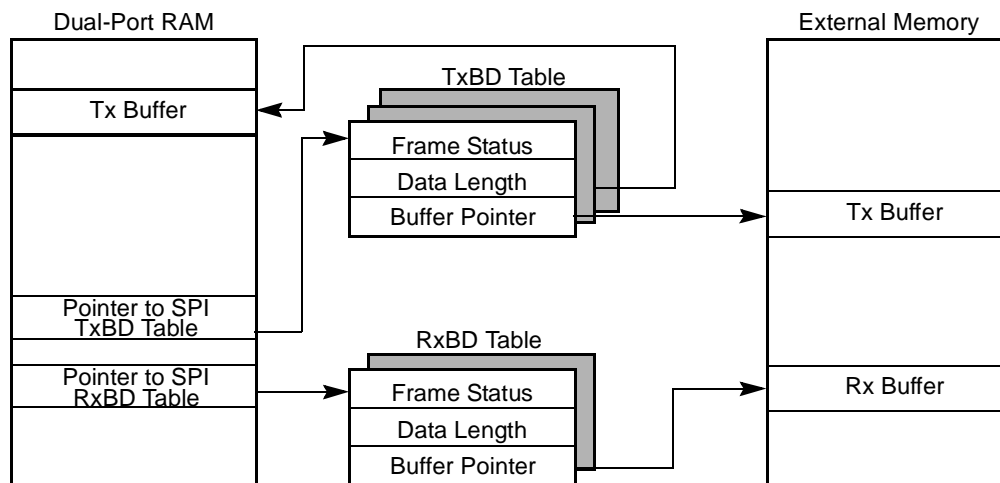 Dual-Port RAM
External Memory
TxBD Table
Tx Buffer
Frame Status
Data Length
Buffer Pointer
Tx Buffer
Pointer to SPI
TxBD Table
RxBD Table
Pointer to SPI
RxBD Table
Frame Status
Rx Buffer
Data Length
Buffer Pointer